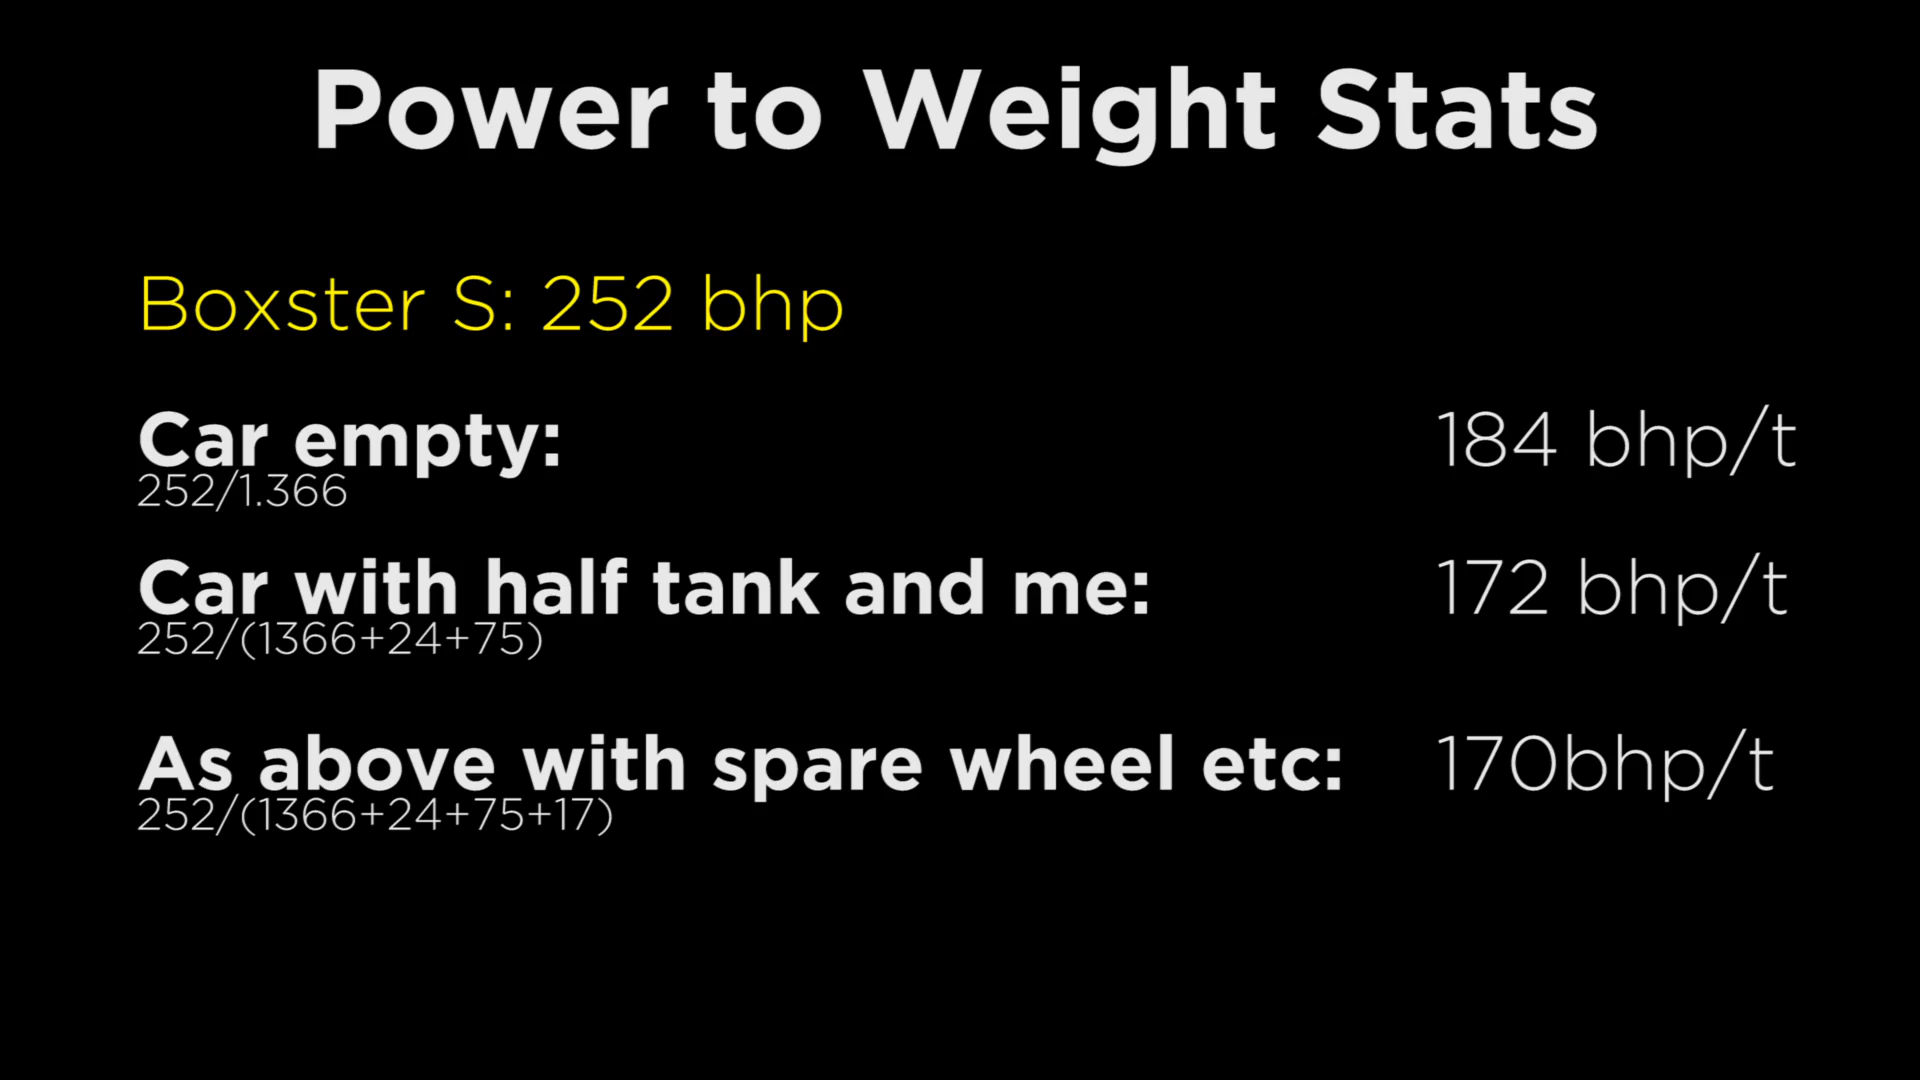 Power to Weight Stats
Boxster S: 252 bhp
Car empty: 184 bhp/t
252/1.366
Car with half tank and me: 172 bhp/t
252/(1366+24+75)
As above with spare wheel etc: 170bhp/t
252/(1366+24+75+17)